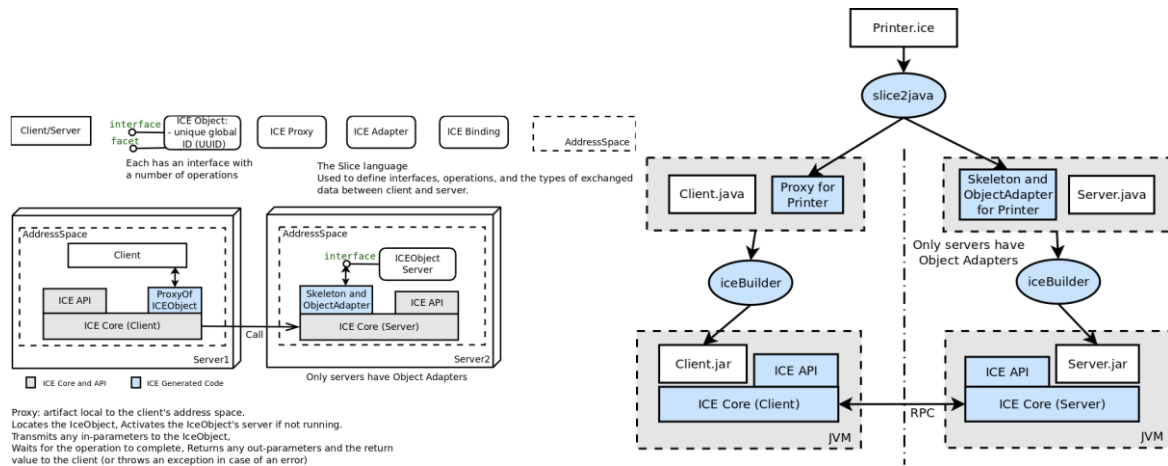 Client/Server
interface
facet
ICE Object:
- unique global
ID (UUID)
ICE Proxy
ICE Adapter
ICE Binding
AddressSpace
Each has an interface with
a number of operations
The Slice language
Used to define interfaces, operations, and the types of exchanged
data between client and server.
AddressSpace
Client
ICE API
ProxyOf
ICEObject
ICE Core (Client)
Server1
Call
AddressSpace
interface
ICEObject
Server
Skeleton and
ObjectAdapter
ICE API
ICE Core (Server)
Server2
ICE Core and API
ICE Generated Code
Only servers have Object Adapters
Proxy: artifact local to the client's address space.
Locates the IceObject, Activates the IceObject's server if not running.
Transmits any in-parameters to the IceObject,
Waits for the operation to complete, Returns any out-parameters and the return
value to the client (or throws an exception in case of an error)
Printer.ice
slice2java
Client.java
Proxy for
Printer
Skeleton and
ObjectAdapter
for Printer
Server.java
Only servers have
Object Adapters
iceBuilder
iceBuilder
Client.jar
ICE API
ICE Core (Client)
JVM
RPC
ICE API
Server.jar
ICE Core (Server)
JVM